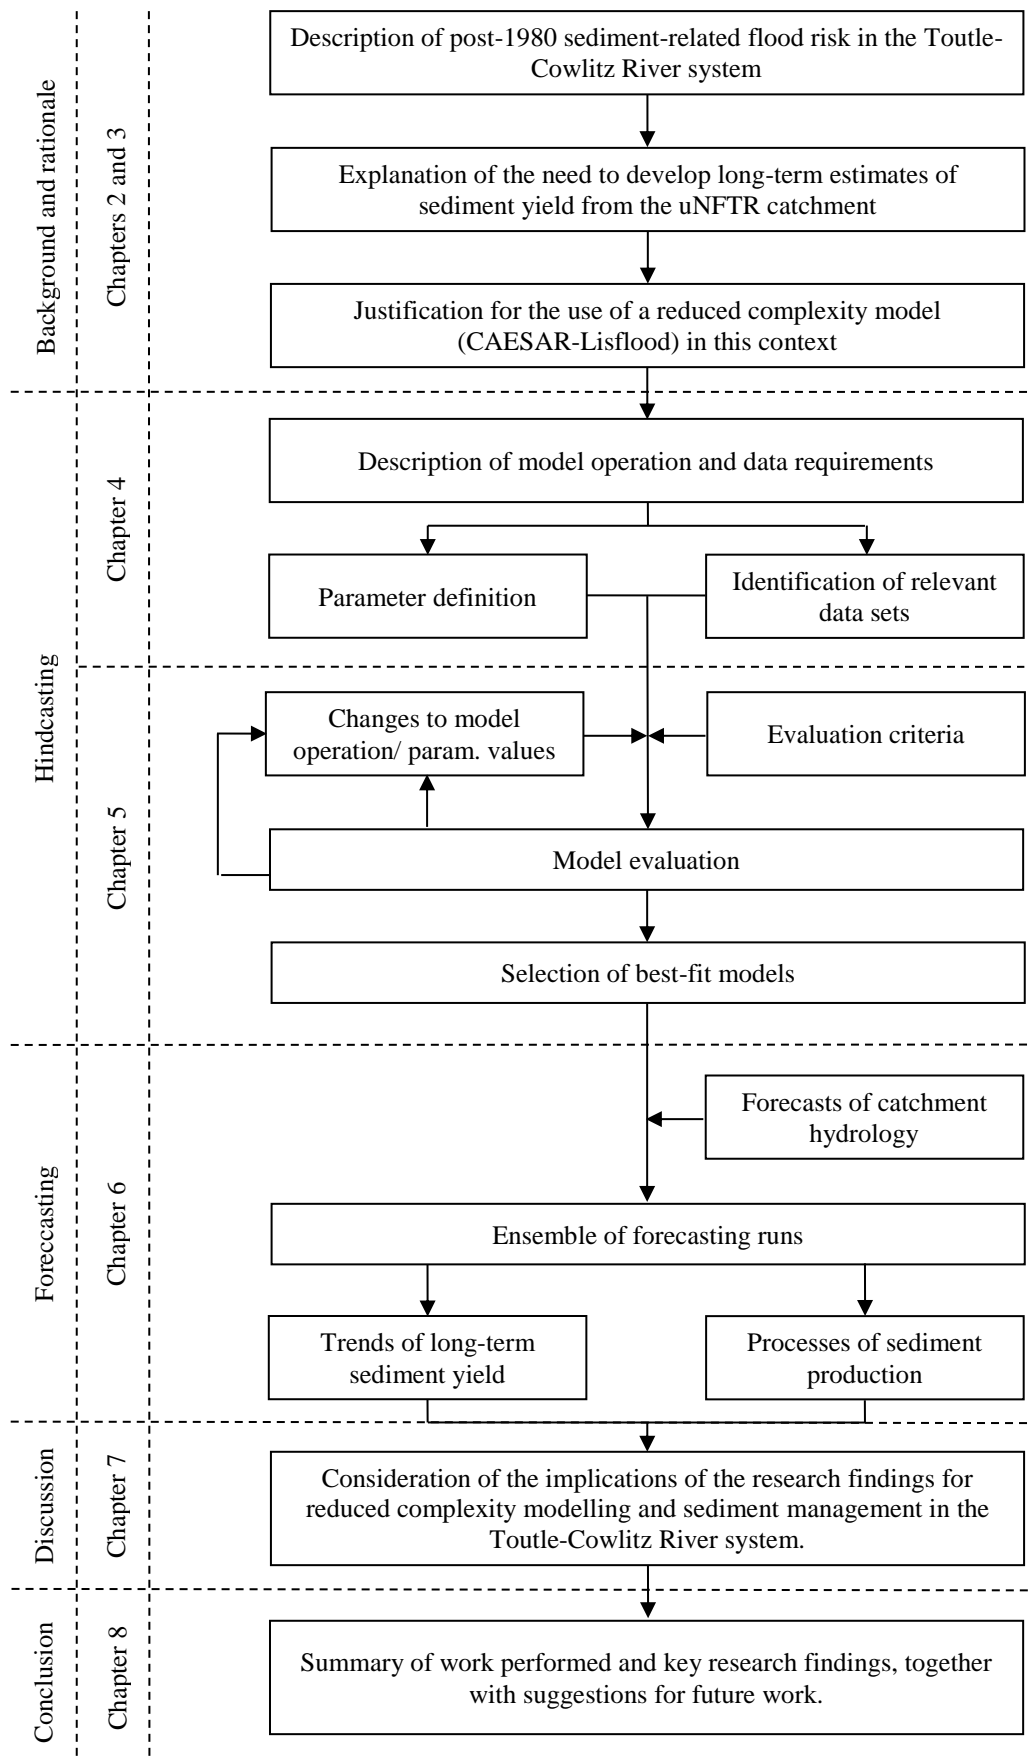 Background and rationale
Chapters 2 and 3
Description of post-1980 sediment-related flood risk in the Toutle-
Cowlitz River system
Explanation of the need to develop long-term estimates of
sediment yield from the uNFTR catchment
Justification for the use of a reduced complexity model
(CAESAR-Lisflood) in this context
Hindcasting
Chapter 4
Description of model operation and data requirements
Parameter definition
Identification of relevant
data sets
Chapter 5
Changes to model
operation/ param. values
Evaluation criteria
Model evaluation
Selection of best-fit models
Foreccasting
Chapter 6
Forecasts of catchment
hydrology
Ensemble of forecasting runs
Trends of long-term
sediment yield
Processes of sediment
production
Discussion
Chapter 7
Consideration of the implications of the research findings for
reduced complexity modelling and sediment management in the
Toutle-Cowlitz River system.
Conclusion
Chapter 8
Summary of work performed and key research findings, together
with suggestions for future work.